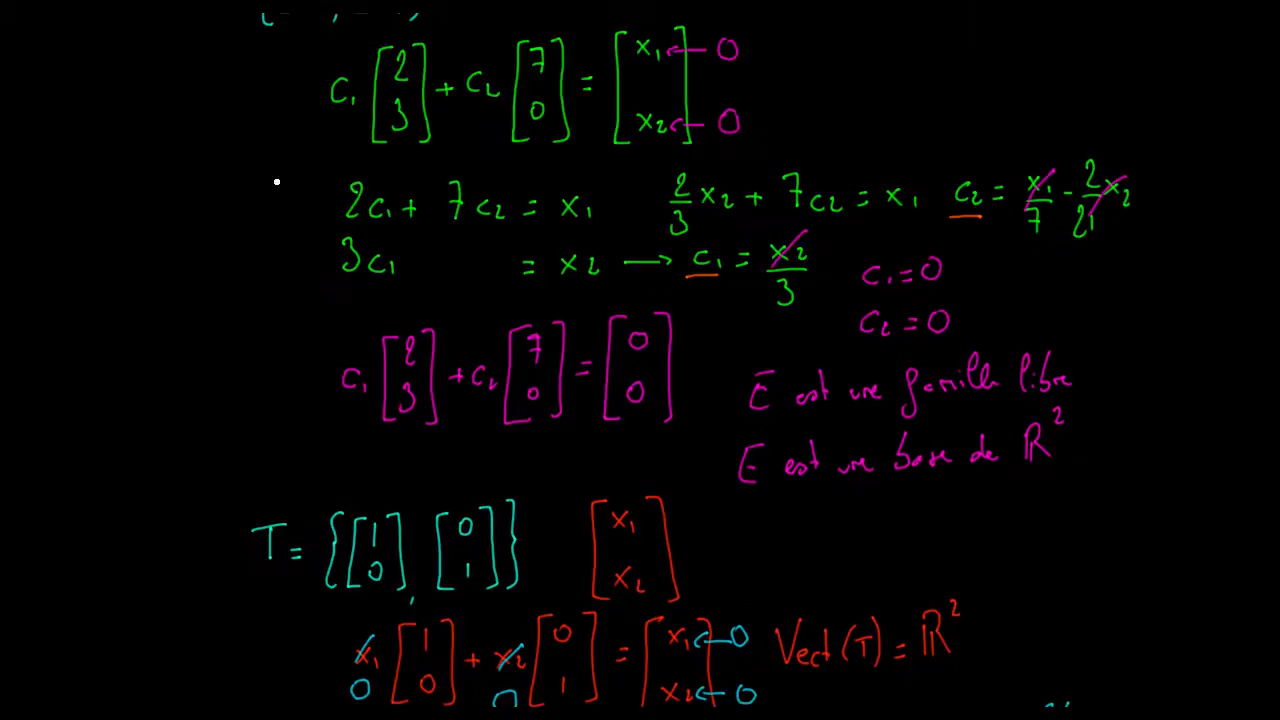 c₁ [2 3] + c₂ [7 0] = [x₁ x₂] ← 0 ← 0
2c₁ + 7c₂ = x₁ 2/3 x₂ + 7c₂ = x₁ c₂ = x₁/7 - 2/21 x₂
3c₁ = x₂ → c₁ = x₂/3
c₁ = 0
c₂ = 0
c₁ [2 3] + c₂ [7 0] = [0 0]
E est une famille libre
E est une base de ℝ²
T = {[1 0], [0 1]} [x₁ x₂]
x₁ [1 0] + x₂ [0 1] = [x₁ x₂] ← 0 ← 0 Vect(T) = ℝ²
0 0